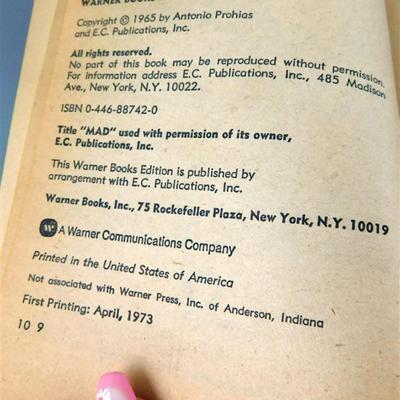 WARNER BOOKS
Copyright © 1965 by Antonio Prohias
and E.C. Publications, Inc.
All rights reserved.
No part of this book may be reproduced without permission.
For information address E.C. Publications, Inc., 485 Madison
Ave., New York, N.Y. 10022.
ISBN 0-446-88742-0
Title "MAD" used with permission of its owner,
E.C. Publications, Inc.
This Warner Books Edition is published by
arrangement with E.C. Publications, Inc.
Warner Books, Inc., 75 Rockefeller Plaza, New York, N.Y. 10019
W A Warner Communications Company
Printed in the United States of America
Not associated with Warner Press, Inc. of Anderson, Indiana
First Printing: April, 1973
10 9